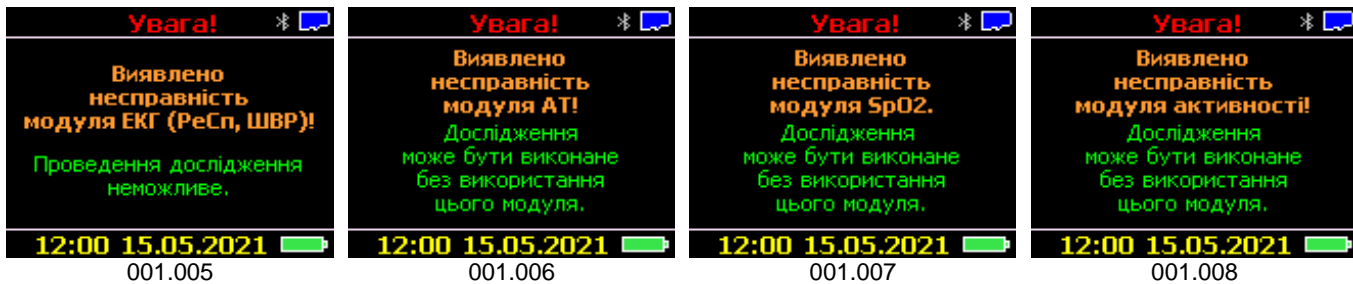 Увага!
Виявлено
несправність
модуля ЕКГ (РеСп, ШВР)!
Проведення дослідження
неможливе.
12:00 15.05.2021
001.005
Увага!
Виявлено
несправність
модуля АТ!
Дослідження
може бути виконане
без використання
цього модуля.
12:00 15.05.2021
001.006
Увага!
Виявлено
несправність
модуля SpO2.
Дослідження
може бути виконане
без використання
цього модуля.
12:00 15.05.2021
001.007
Увага!
Виявлено
несправність
модуля активності!
Дослідження
може бути виконане
без використання
цього модуля.
12:00 15.05.2021
001.008